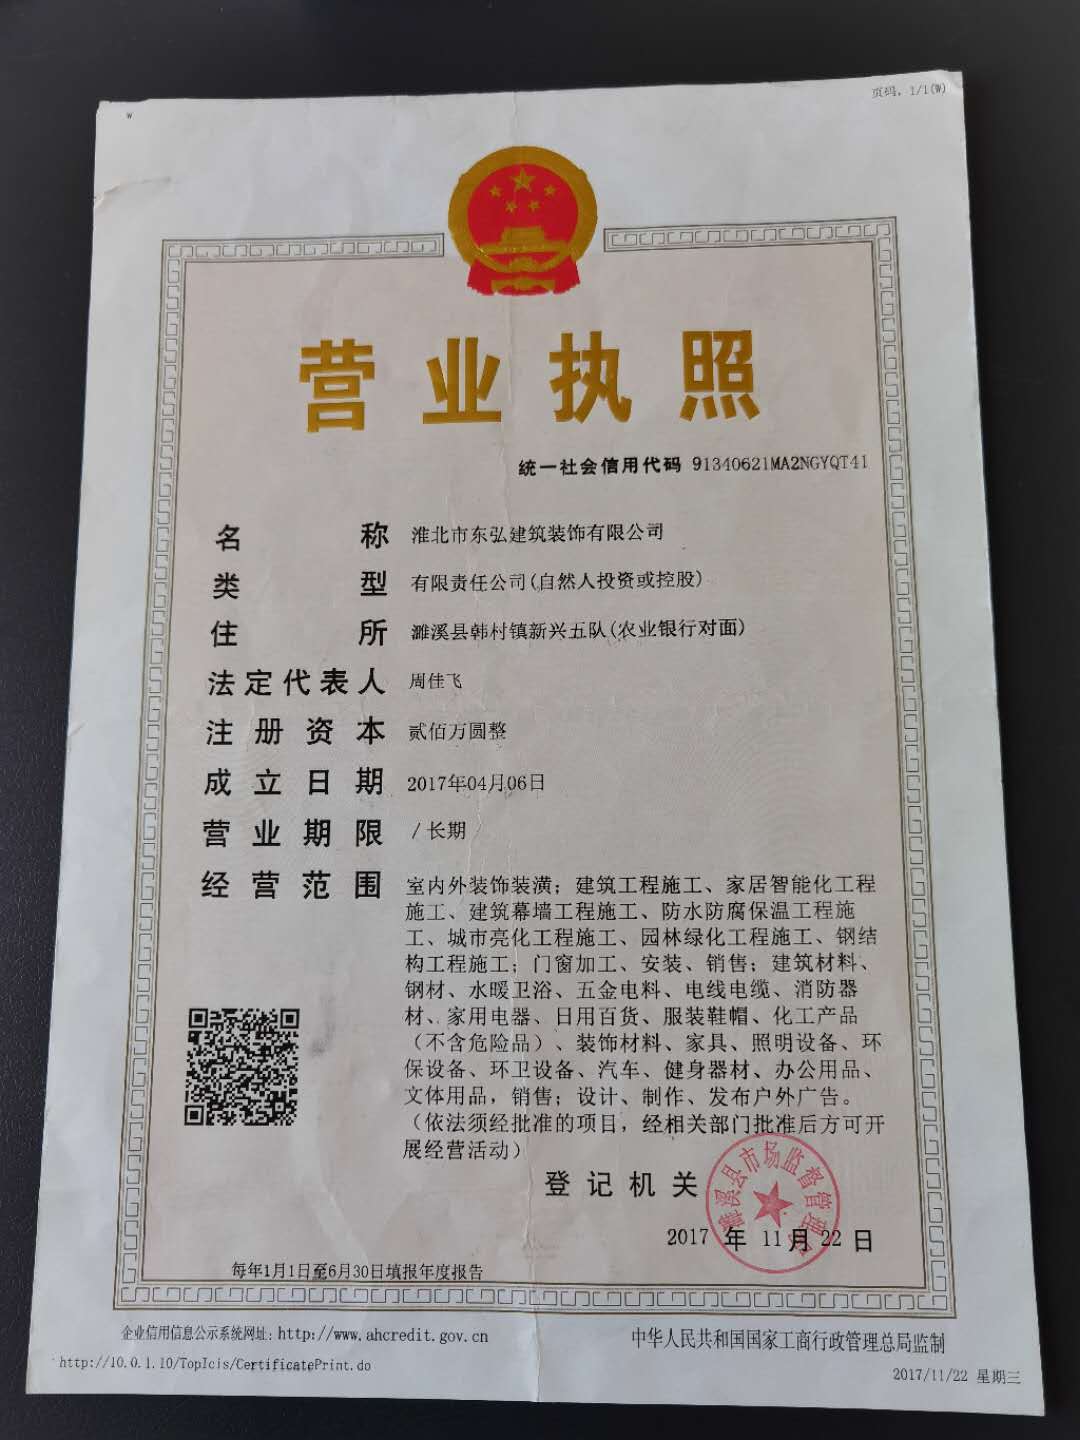 页码，1/1(W)
w
营业执照
统一社会信用代码 91340621MA2NGYQT41
名称 淮北市东弘建筑装饰有限公司
类型 有限责任公司(自然人投资或控股)
住所 濉溪县韩村镇新兴五队(农业银行对面)
法定代表人 周佳飞
注册资本 贰佰万圆整
成立日期 2017年04月06日
营业期限 /长期
经营范围 室内外装饰装潢；建筑工程施工、家居智能化工程
施工、建筑幕墙工程施工、防水防腐保温工程施
工、城市亮化工程施工、园林绿化工程施工、钢结
构工程施工；门窗加工、安装、销售；建筑材料、
钢材、水暖卫浴、五金电料、电线电缆、消防器
材、家用电器、日用百货、服装鞋帽、化工产品
（不含危险品）、装饰材料、家具、照明设备、环
保设备、环卫设备、汽车、健身器材、办公用品、
文体用品，销售；设计、制作、发布户外广告。
（依法须经批准的项目，经相关部门批准后方可开
展经营活动）
登记机关
濉溪县市场监督管理局
2017 年 11 月 22 日
每年1月1日至6月30日填报年度报告
企业信用信息公示系统网址: http://www.ahcredit.gov.cn
中华人民共和国国家工商行政管理总局监制
http://10.0.1.10/TopIcis/CertificatePrint.do
2017/11/22 星期三